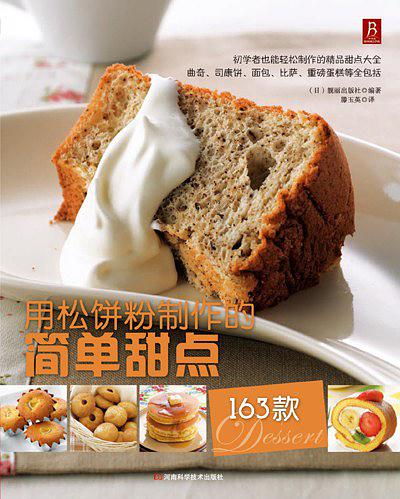 初学者也能轻松制作的精品甜点大全
曲奇、司康饼、面包、比萨、重磅蛋糕等全包括
（日）靓丽出版社◎编著
滕玉英◎译
用松饼粉制作的
简单甜点
163款
Dessert
河南科学技术出版社